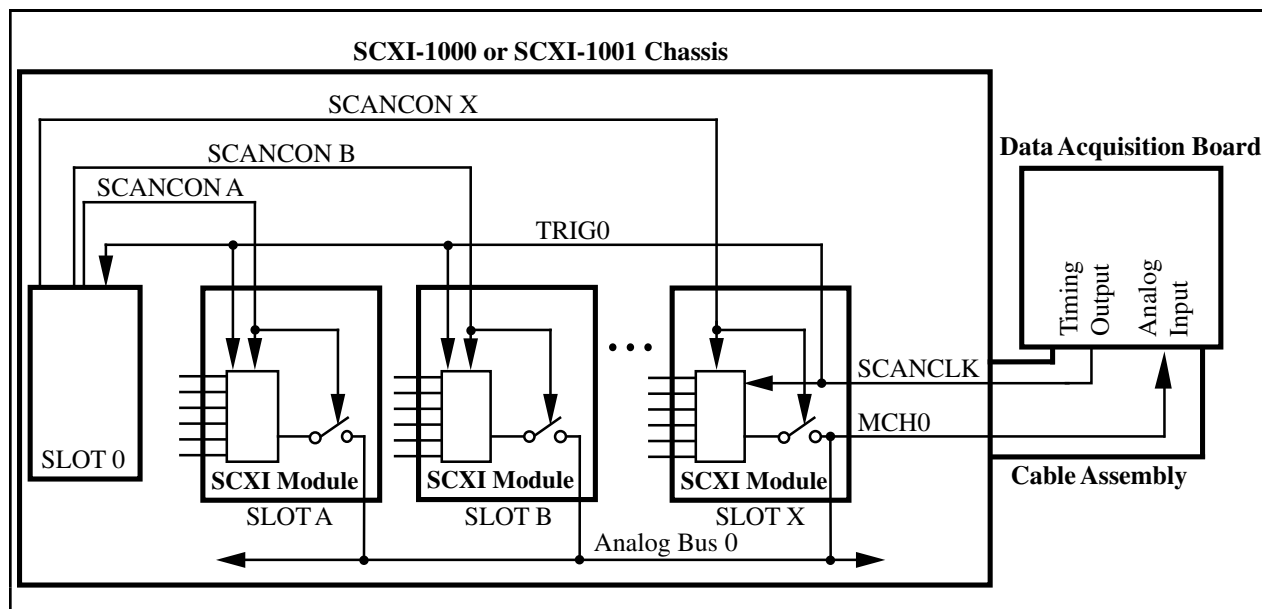 SCXI-1000 or SCXI-1001 Chassis
SCANCON X
Data Acquisition Board
SCANCON B
SCANCON A
TRIG0
Timing
Output
Analog
Input
SCANCLK
MCH0
SLOT 0
SCXI Module
SCXI Module
SCXI Module
Cable Assembly
SLOT A
SLOT B
SLOT X
Analog Bus 0